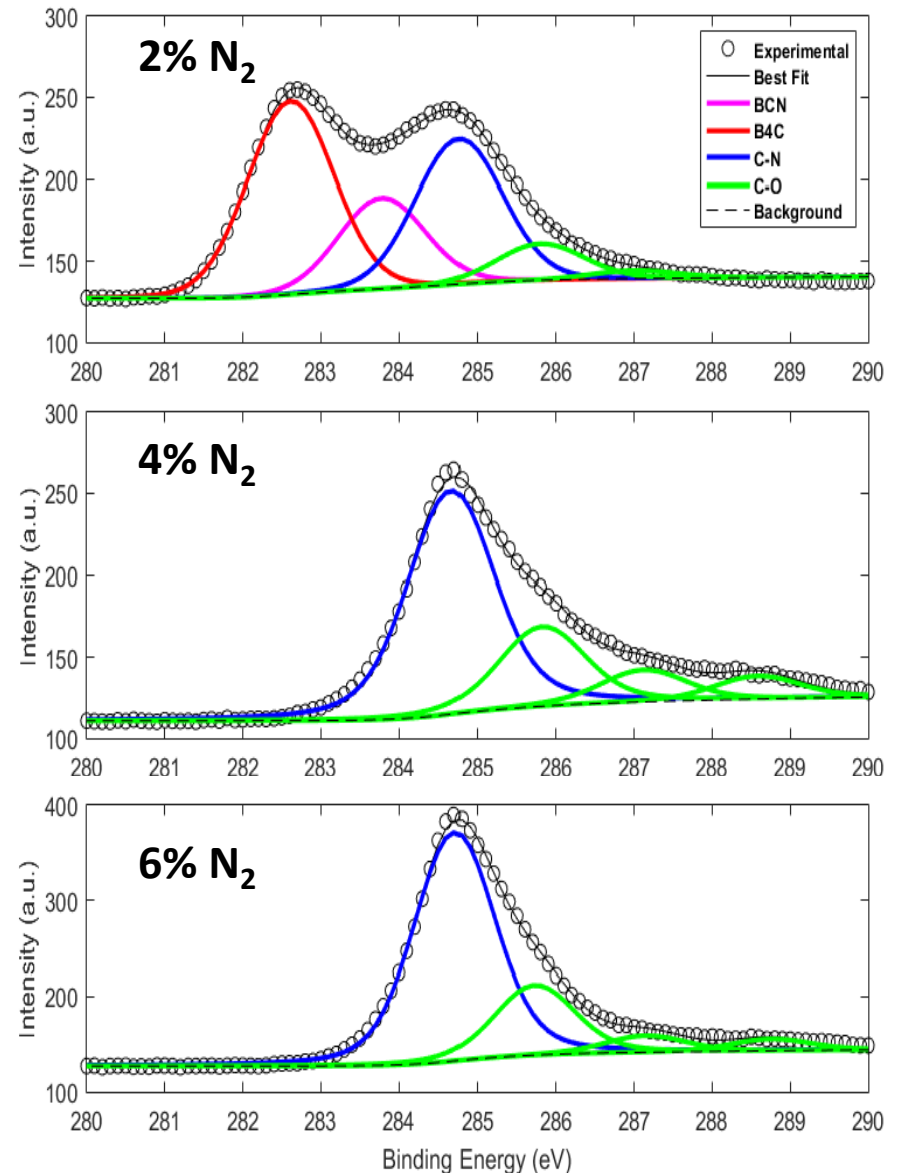 300
250
200
150
100
Intensity (a.u.)
2% N2
Experimental
Best Fit
BCN
B4C
C-N
C-O
Background
280 281 282 283 284 285 286 287 288 289 290
300
250
200
150
100
Intensity (a.u.)
4% N2
280 281 282 283 284 285 286 287 288 289 290
400
300
200
100
Intensity (a.u.)
6% N2
280 281 282 283 284 285 286 287 288 289 290
Binding Energy (eV)